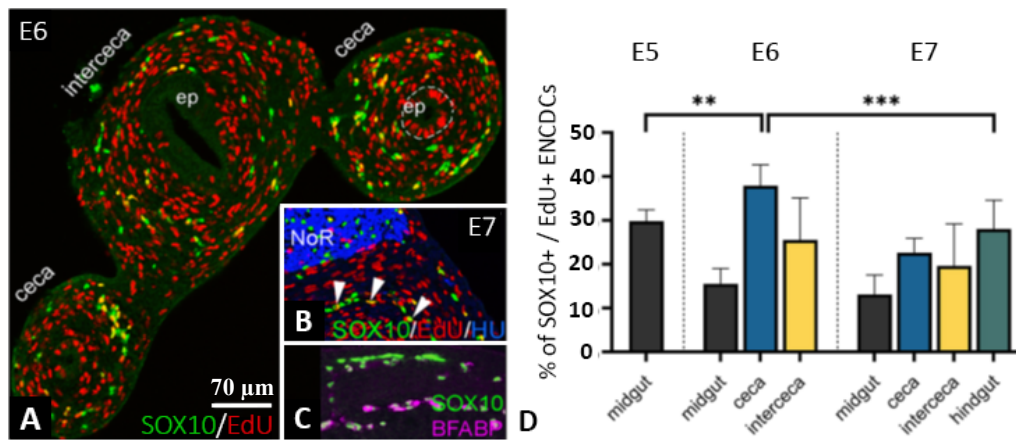 E6
interceca
ceca
ep
ep
ceca
E7
NoR
B
SOX10/EdU/HU
70 µm
A
SOX10/EdU
C
SOX10
BFABP
D
E5 E6 E7
** ***
% of SOX10+ / EdU+ ENCDCs
50
40
30
20
10
0
midgut
midgut
ceca
interceca
midgut
ceca
interceca
hindgut